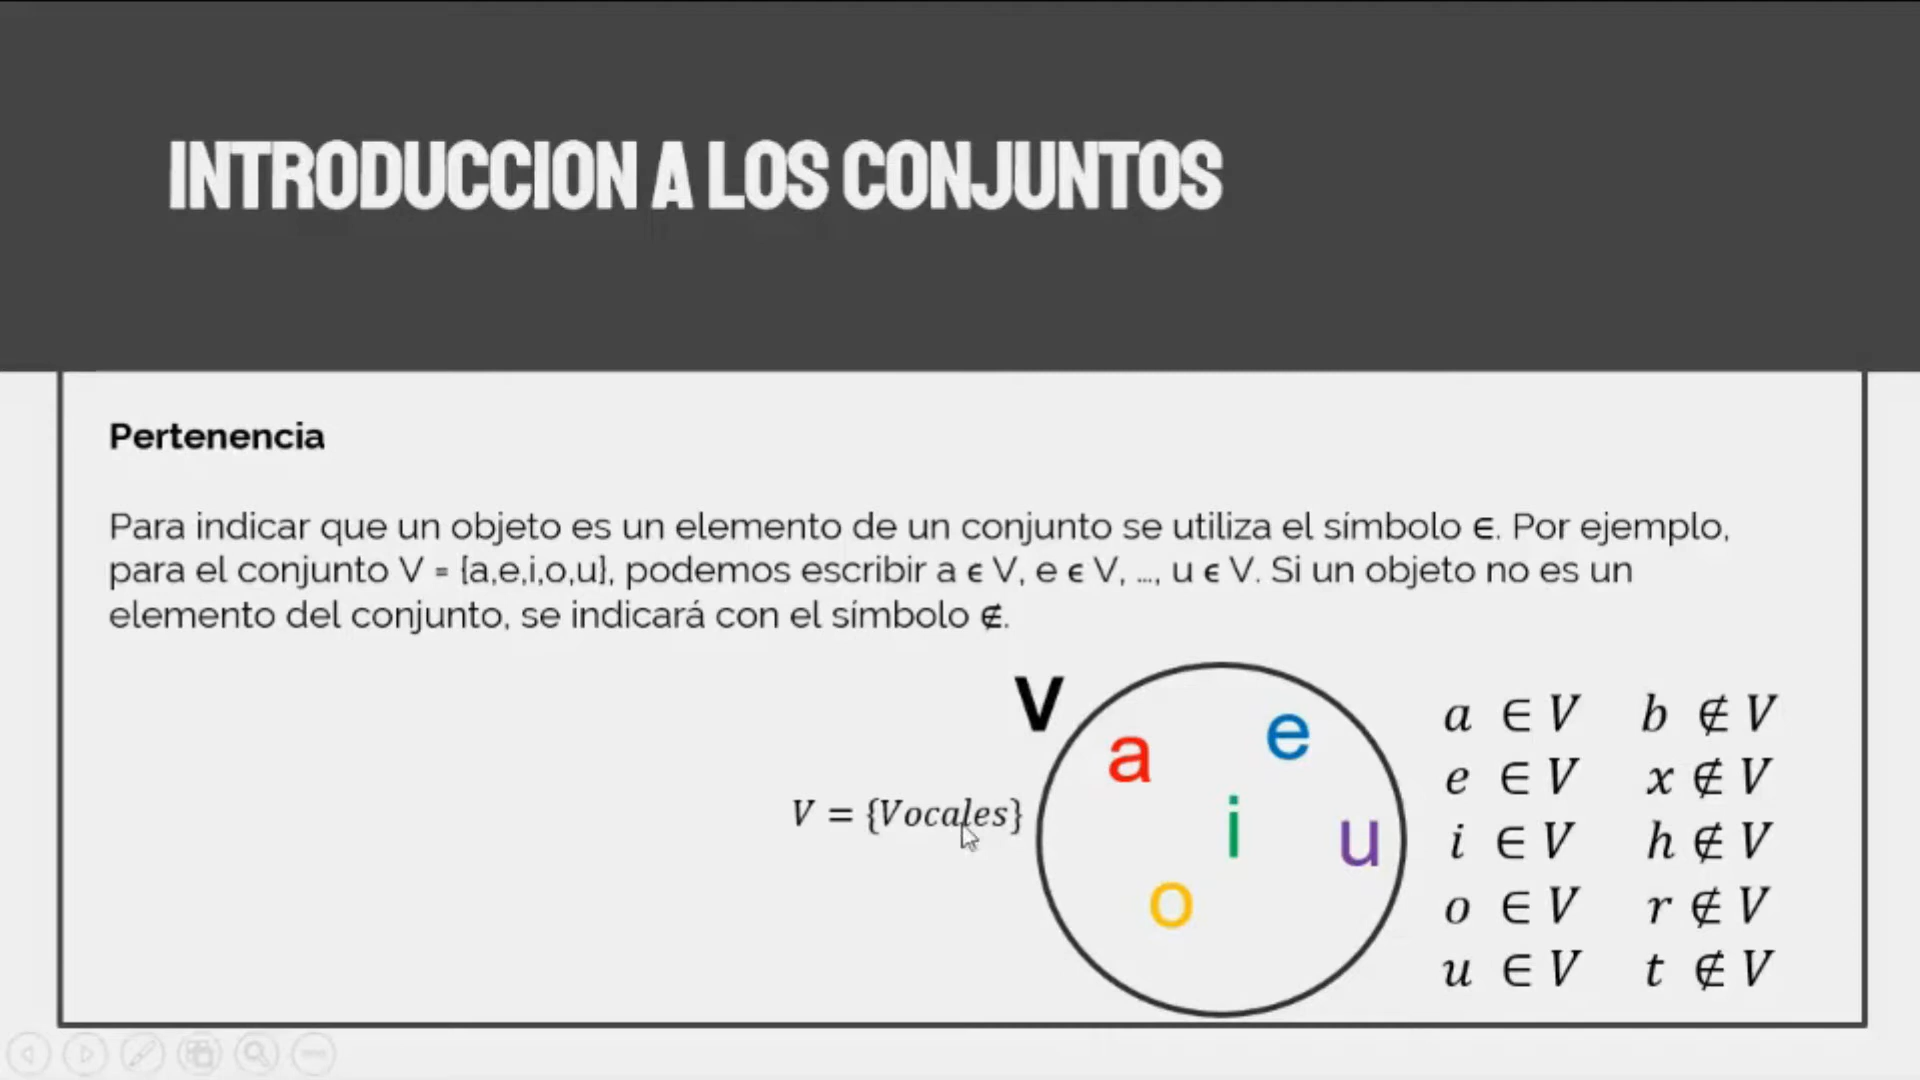 INTRODUCCION A LOS CONJUNTOS
Pertenencia
Para indicar que un objeto es un elemento de un conjunto se utiliza el símbolo ∈. Por ejemplo,
para el conjunto V = {a,e,i,o,u}, podemos escribir a ϵ V, e ϵ V, ..., u ϵ V. Si un objeto no es un
elemento del conjunto, se indicará con el símbolo ∉.
V
a e
i u
o
V = {Vocales}
a ∈ V b ∉ V
e ∈ V x ∉ V
i ∈ V h ∉ V
o ∈ V r ∉ V
u ∈ V t ∉ V